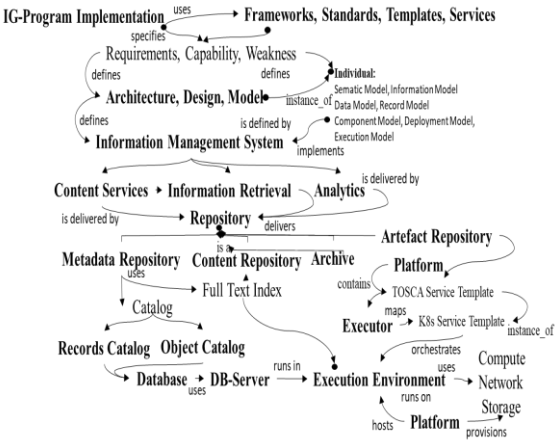 IG-Program Implementation uses Frameworks, Standards, Templates, Services
specifies
Requirements, Capability, Weakness
defines defines Individual:
Sematic Model, Information Model
Architecture, Design, Model instance_of Data Model, Record Model
defines is defined by Component Model, Deployment Model,
Execution Model
Information Management System implements
Content Services Information Retrieval Analytics is delivered by
is delivered by Repository delivers
is a Artefact Repository
Metadata Repository Content Repository Archive Platform
uses contains
Full Text Index TOSCA Service Template
Catalog maps
Executor K8s Service Template instance_of
Records Catalog Object Catalog orchestrates
Compute
runs in uses
Database DB-Server Execution Environment Network
uses runs on
Storage
hosts Platform provisions